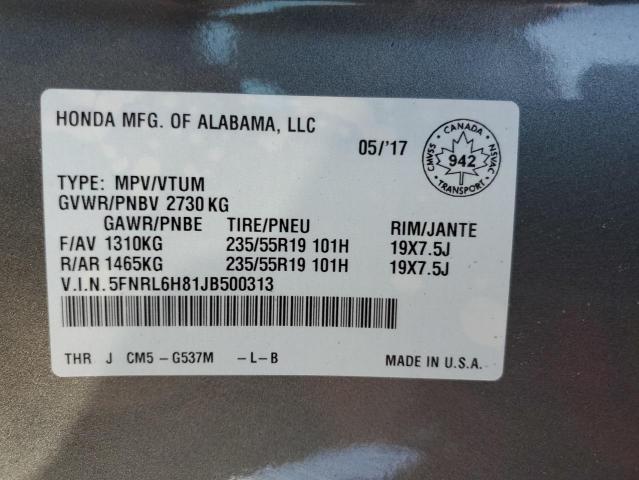 HONDA MFG. OF ALABAMA, LLC
05/'17
CANADA
CMVSS 942 NSVAC
TRANSPORT
TYPE: MPV/VTUM
GVWR/PNBV 2730 KG
GAWR/PNBE TIRE/PNEU RIM/JANTE
F/AV 1310KG 235/55R19 101H 19X7.5J
R/AR 1465KG 235/55R19 101H 19X7.5J
V.I.N. 5FNRL6H81JB500313
THR J CM5 - G537M - L - B MADE IN U.S.A.